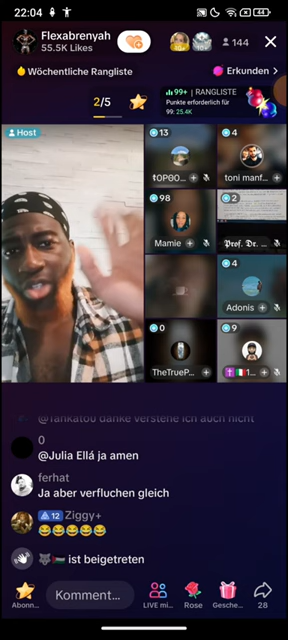 22:04
44
Flexabrenyah
55.5K Likes
144
Wöchentliche Rangliste
Erkunden >
2/5
99+ | RANGLISTE
Punkte erforderlich für
99: 25.4K
Host
13
4
toni manf...
98
2
Mamie
Prof. Dr. ...
4
Adonis
0
9
TheTrueP...
@Tankatou danke verstehe ich auch nicht
0
@Julia Ellá ja amen
ferhat
Ja aber verfluchen gleich
12 Ziggy+
😂😂😂😂😂
ist beigetreten
Abonn...
Komment...
LIVE mi...
Rose
Gesche...
28